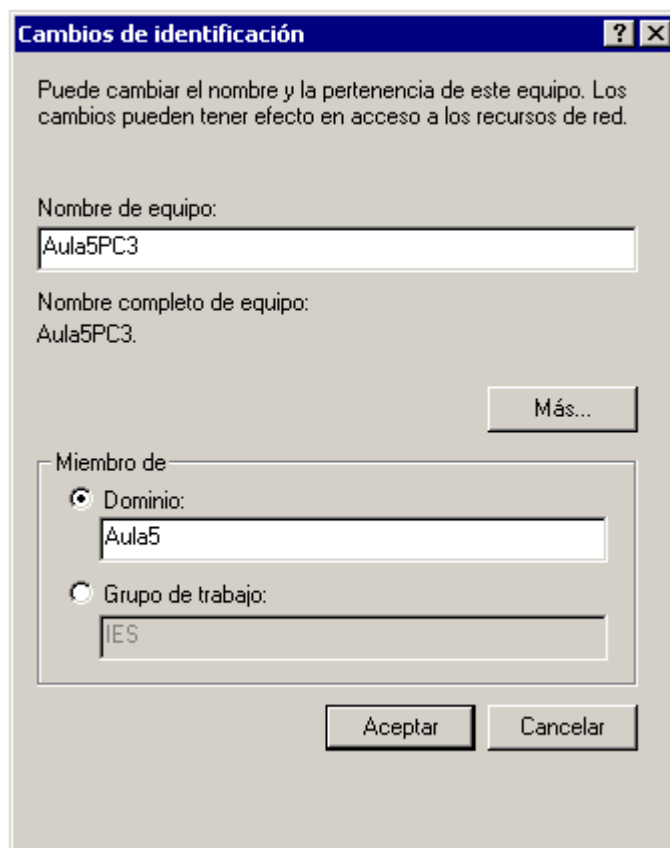 Cambios de identificación
Puede cambiar el nombre y la pertenencia de este equipo. Los
cambios pueden tener efecto en acceso a los recursos de red.
Nombre de equipo:
Aula5PC3
Nombre completo de equipo:
Aula5PC3.
Más...
Miembro de
Dominio:
Aula5
Grupo de trabajo:
IES
Aceptar Cancelar